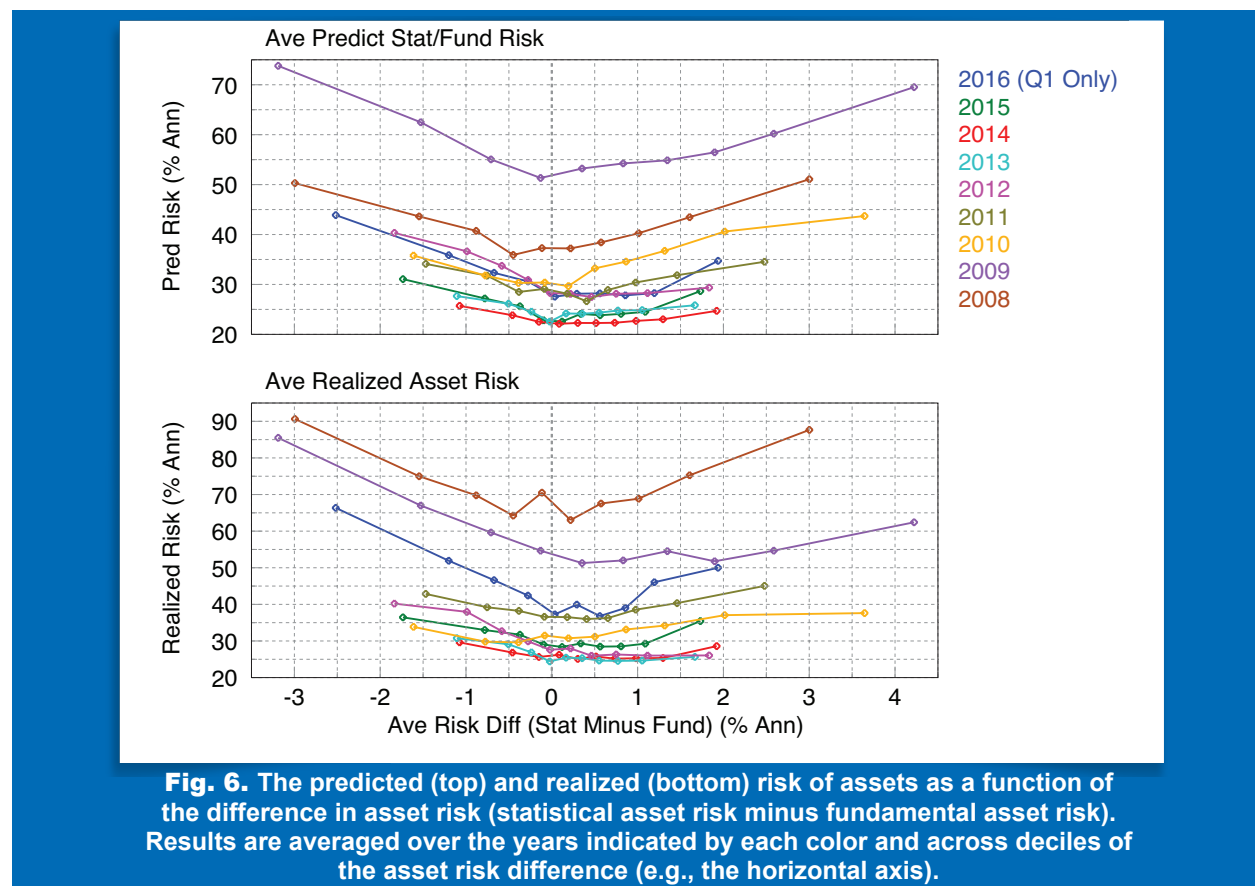 Ave Predict Stat/Fund Risk
Pred Risk (% Ann)
70
60
50
40
30
20
2016 (Q1 Only)
2015
2014
2013
2012
2011
2010
2009
2008
Ave Realized Asset Risk
Realized Risk (% Ann)
90
80
70
60
50
40
30
20
-3 -2 -1 0 1 2 3 4
Ave Risk Diff (Stat Minus Fund) (% Ann)
Fig. 6. The predicted (top) and realized (bottom) risk of assets as a function of
the difference in asset risk (statistical asset risk minus fundamental asset risk).
Results are averaged over the years indicated by each color and across deciles of
the asset risk difference (e.g., the horizontal axis).